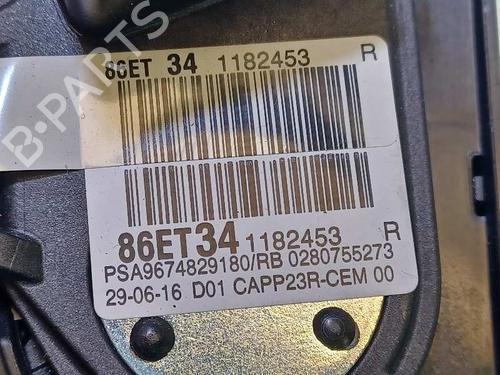 B-PARTS
86ET 34 1182453 R
86ET34 1182453 R
PSA9674829180/RB 0280755273
29-06-16 D01 CAPP23R-CEM 00